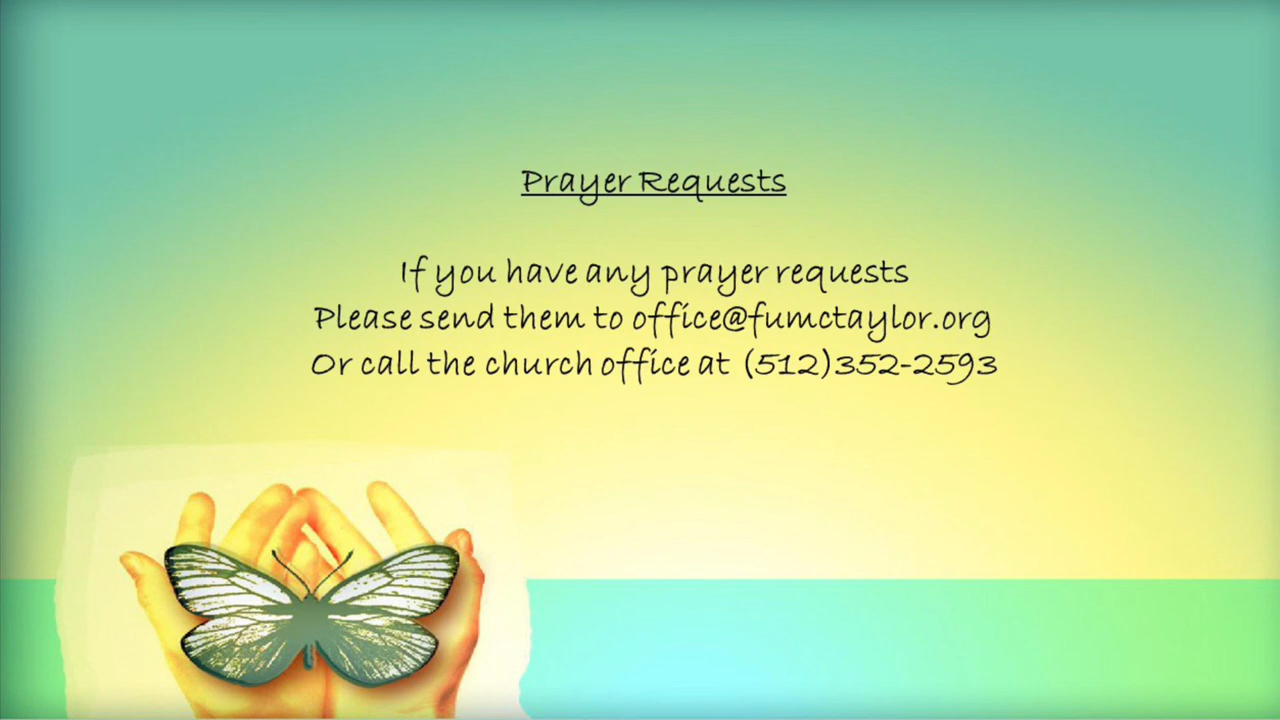 Prayer Requests
If you have any prayer requests
Please send them to office@fumctaylor.org
Or call the church office at (512)352-2593